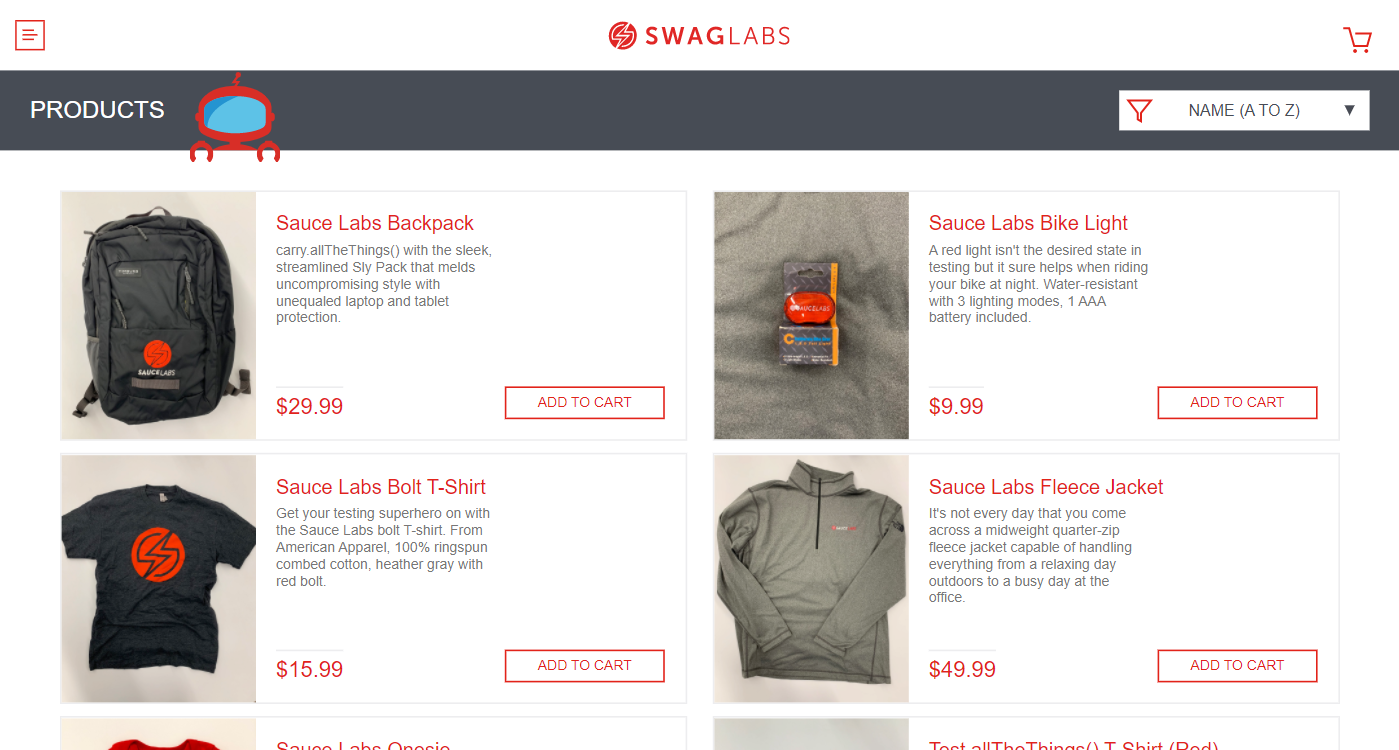 SWAGLABS
PRODUCTS
NAME (A TO Z)
Sauce Labs Backpack
carry.allTheThings() with the sleek,
streamlined Sly Pack that melds
uncompromising style with
unequaled laptop and tablet
protection.
SAUCELABS
$29.99
ADD TO CART
Sauce Labs Bike Light
A red light isn't the desired state in
testing but it sure helps when riding
your bike at night. Water-resistant
with 3 lighting modes, 1 AAA
battery included.
SAUCELABS
$9.99
ADD TO CART
Sauce Labs Bolt T-Shirt
Get your testing superhero on with
the Sauce Labs bolt T-shirt. From
American Apparel, 100% ringspun
combed cotton, heather gray with
red bolt.
$15.99
ADD TO CART
Sauce Labs Fleece Jacket
It's not every day that you come
across a midweight quarter-zip
fleece jacket capable of handling
everything from a relaxing day
outdoors to a busy day at the
office.
$49.99
ADD TO CART
Sauce Labs Onesie
Test.allTheThings() T-Shirt (Red)